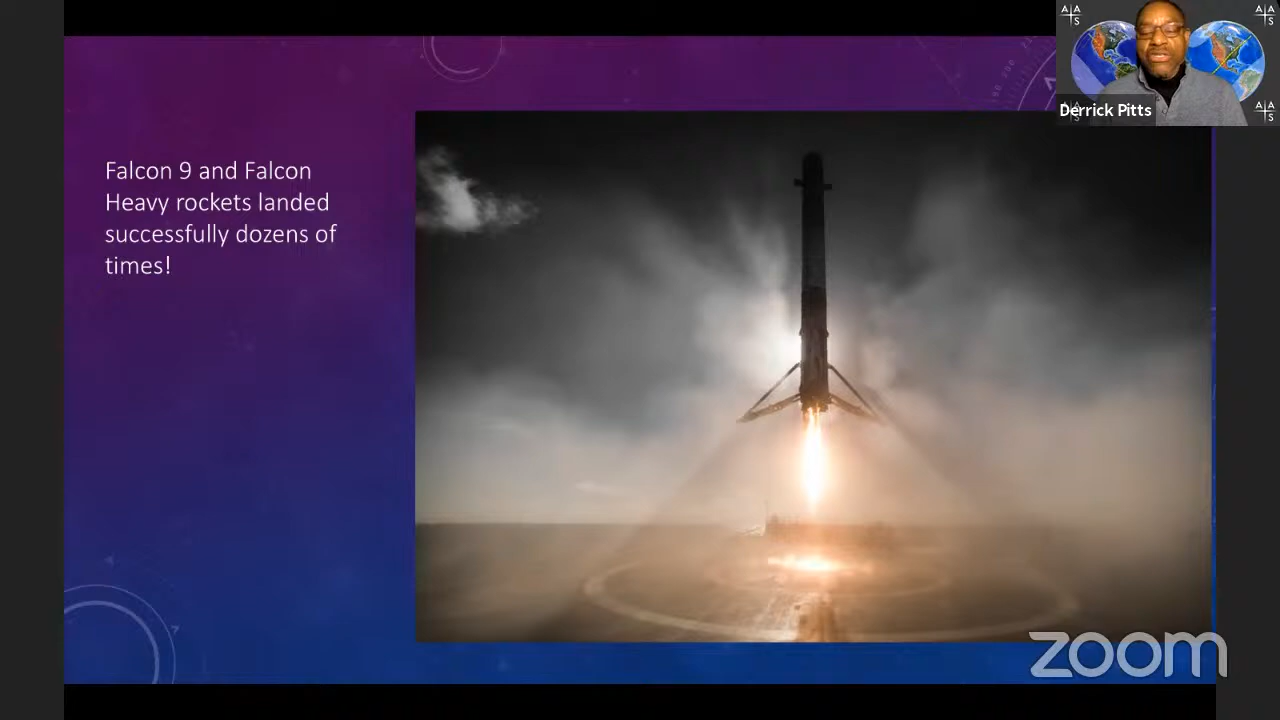 Falcon 9 and Falcon
Heavy rockets landed
successfully dozens of
times!
A A
S
A A
S
Derrick Pitts
A A
S
zoom